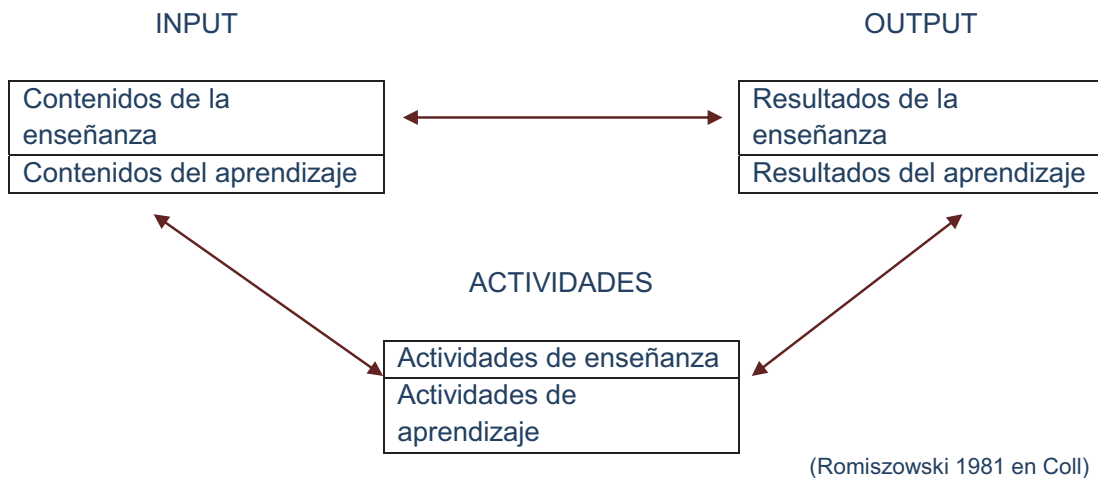 INPUT
OUTPUT
Contenidos de la
enseñanza
Contenidos del aprendizaje
Resultados de la
enseñanza
Resultados del aprendizaje
ACTIVIDADES
Actividades de enseñanza
Actividades de
aprendizaje
(Romiszowski 1981 en Coll)